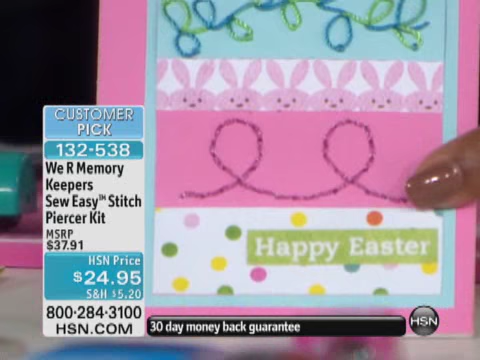 CUSTOMER
PICK
132-538
We R Memory
Keepers
Sew Easy™ Stitch
Piercer Kit
MSRP
$37.91
HSN Price
$24.95
S&H $5.20
800-284-3100
HSN.COM
Happy Easter
30 day money back guarantee
HSN